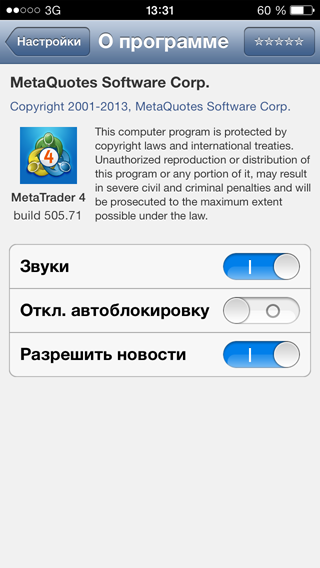 3G 13:31 60 %
Настройки О программе ☆☆☆☆☆
MetaQuotes Software Corp.
Copyright 2001-2013, MetaQuotes Software Corp.
4
MetaTrader 4
build 505.71
This computer program is protected by
copyright laws and international treaties.
Unauthorized reproduction or distribution of
this program or any portion of it, may result
in severe civil and criminal penalties and will
be prosecuted to the maximum extent
possible under the law.
Звуки
Откл. автоблокировку
Разрешить новости